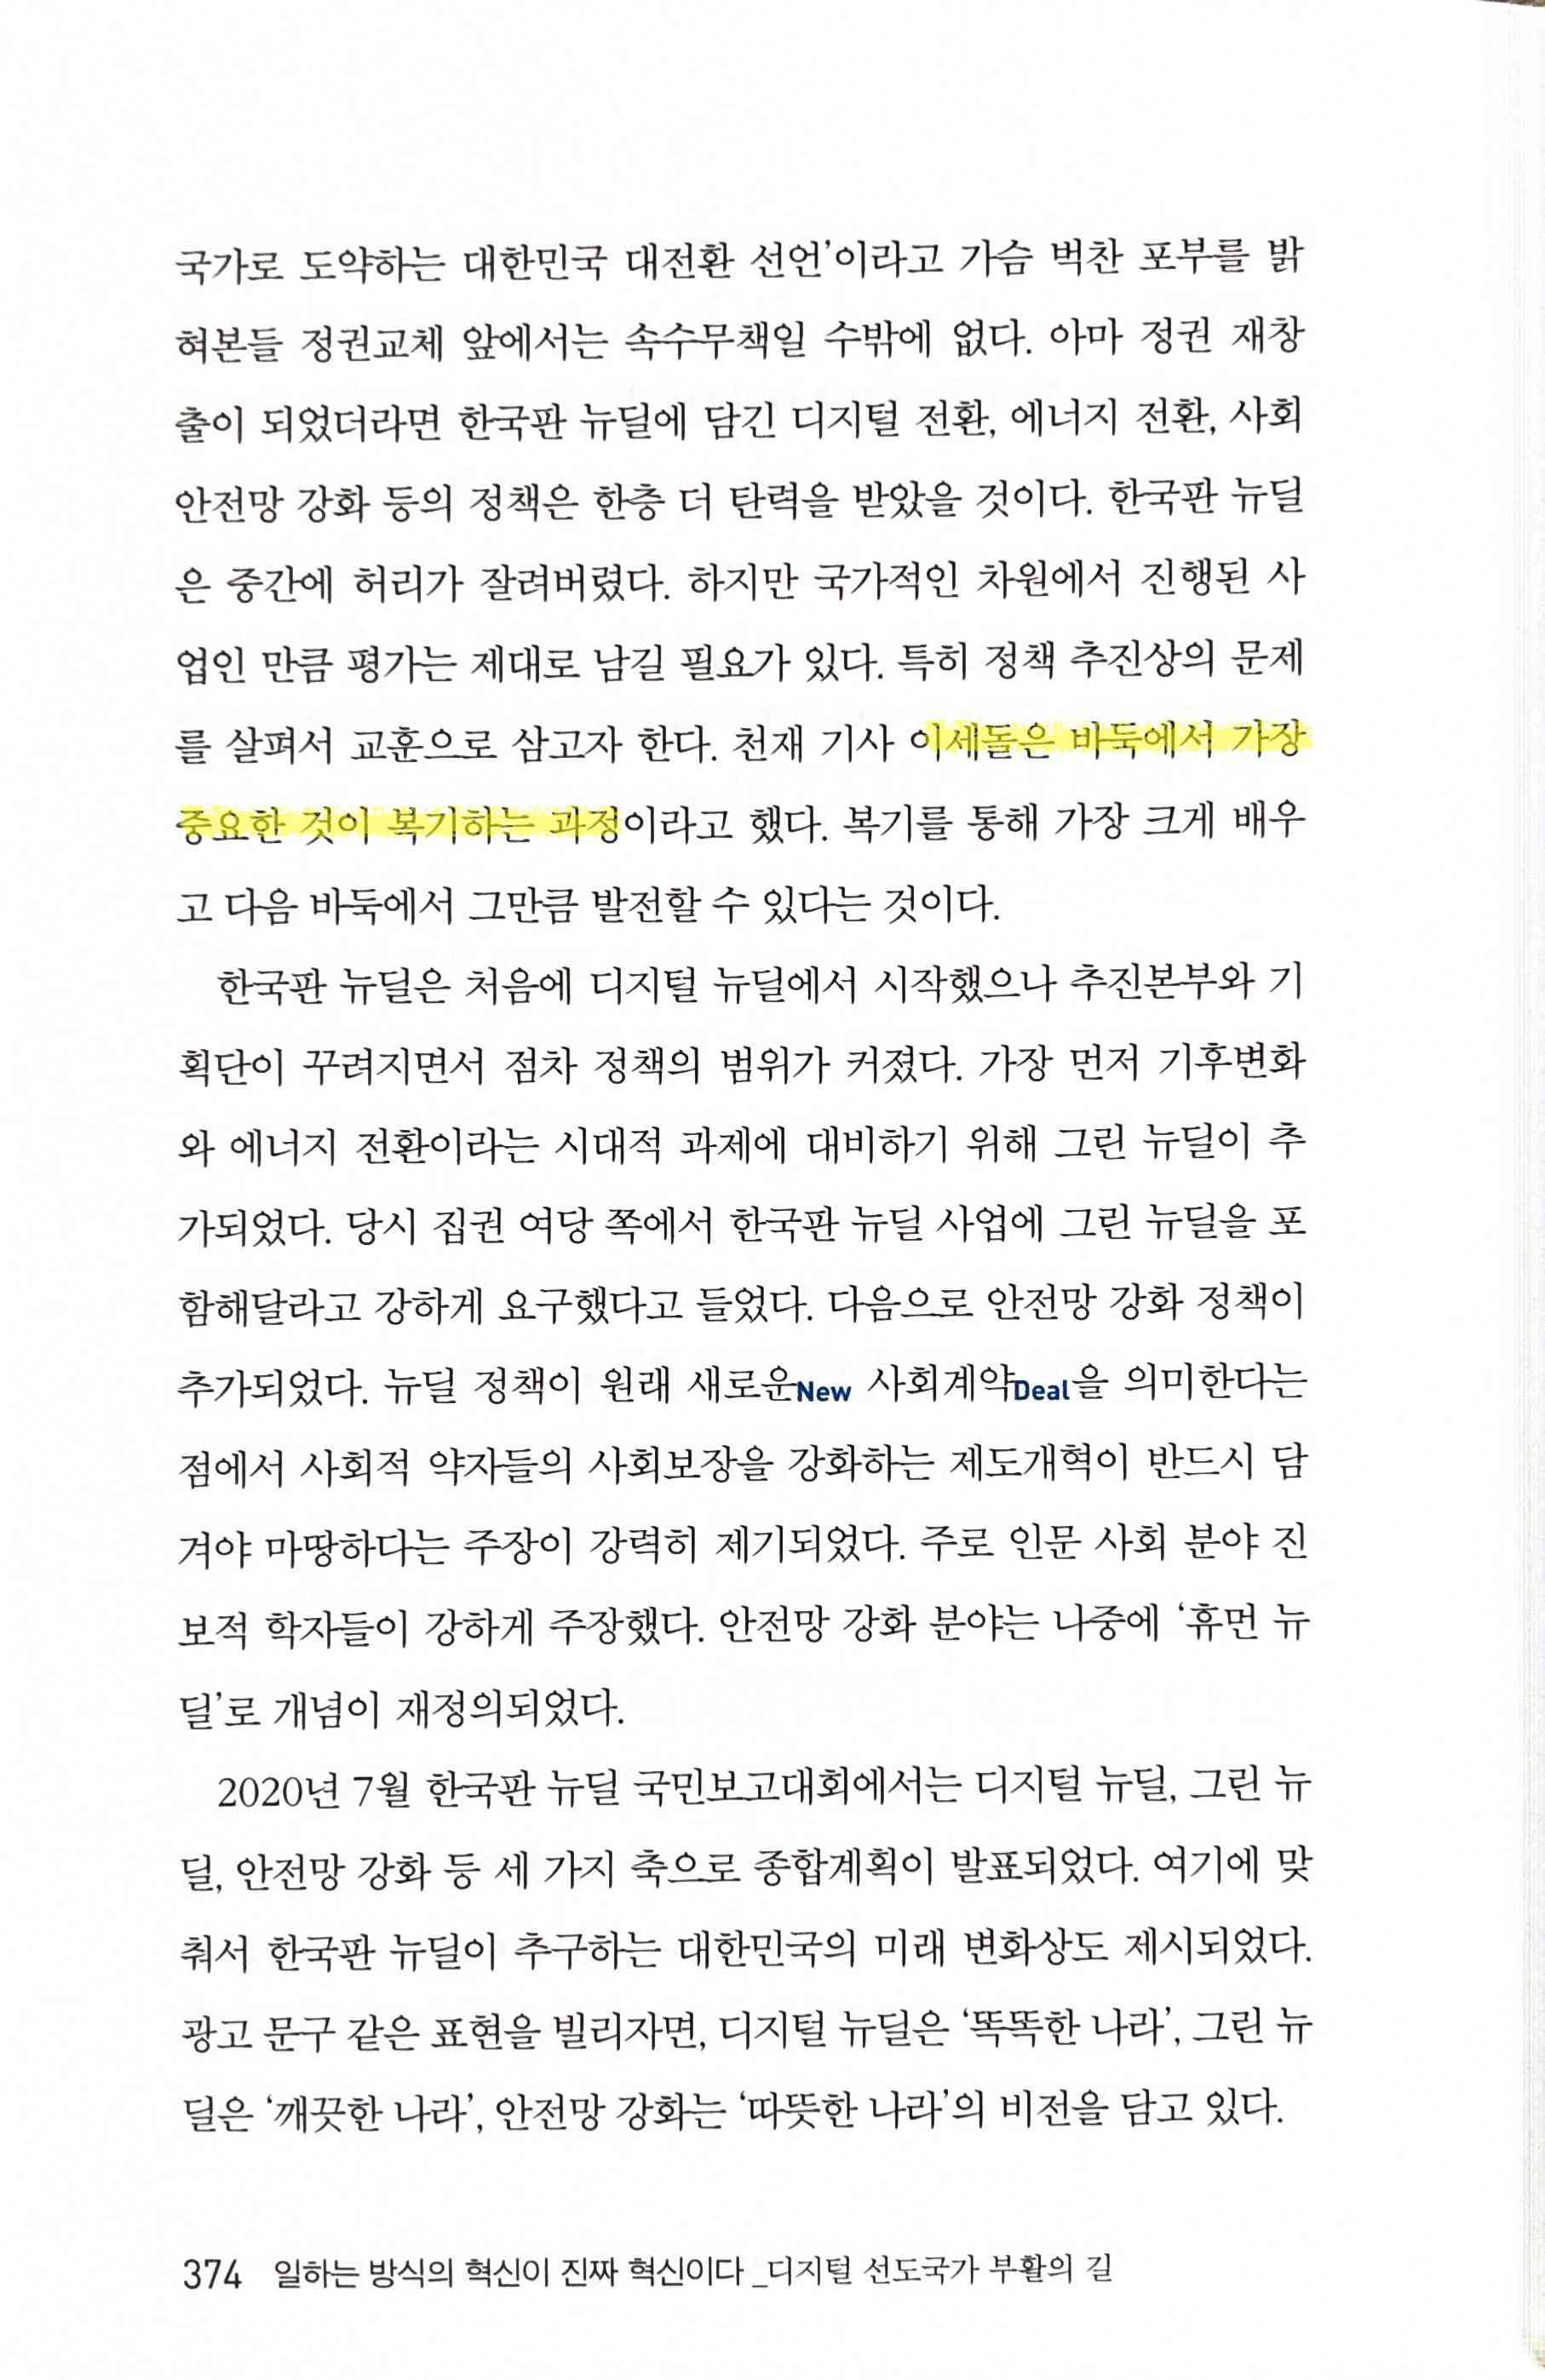 국가로 도약하는 대한민국 대전환 선언’이라고 가슴 벅찬 포부를 밝
혀본들 정권교체 앞에서는 속수무책일 수밖에 없다. 아마 정권 재창
출이 되었더라면 한국판 뉴딜에 담긴 디지털 전환, 에너지 전환, 사회
안전망 강화 등의 정책은 한층 더 탄력을 받았을 것이다. 한국판 뉴딜
은 중간에 허리가 잘려버렸다. 하지만 국가적인 차원에서 진행된 사
업인 만큼 평가는 제대로 남길 필요가 있다. 특히 정책 추진상의 문제
를 살펴서 교훈으로 삼고자 한다. 천재 기사 이세돌은 바둑에서 가장
중요한 것이 복기하는 과정이라고 했다. 복기를 통해 가장 크게 배우
고 다음 바둑에서 그만큼 발전할 수 있다는 것이다.
한국판 뉴딜은 처음에 디지털 뉴딜에서 시작했으나 추진본부와 기
획단이 꾸려지면서 점차 정책의 범위가 커졌다. 가장 먼저 기후변화
와 에너지 전환이라는 시대적 과제에 대비하기 위해 그린 뉴딜이 추
가되었다. 당시 집권 여당 쪽에서 한국판 뉴딜 사업에 그린 뉴딜을 포
함해달라고 강하게 요구했다고 들었다. 다음으로 안전망 강화 정책이
추가되었다. 뉴딜 정책이 원래 새로운New 사회계약Deal을 의미한다는
점에서 사회적 약자들의 사회보장을 강화하는 제도개혁이 반드시 담
겨야 마땅하다는 주장이 강력히 제기되었다. 주로 인문 사회 분야 진
보적 학자들이 강하게 주장했다. 안전망 강화 분야는 나중에 ‘휴먼 뉴
딜’로 개념이 재정의되었다.
2020년 7월 한국판 뉴딜 국민보고대회에서는 디지털 뉴딜, 그린 뉴
딜, 안전망 강화 등 세 가지 축으로 종합계획이 발표되었다. 여기에 맞
춰서 한국판 뉴딜이 추구하는 대한민국의 미래 변화상도 제시되었다.
광고 문구 같은 표현을 빌리자면, 디지털 뉴딜은 ‘똑똑한 나라’, 그린 뉴
딜은 ‘깨끗한 나라’, 안전망 강화는 ‘따뜻한 나라’의 비전을 담고 있다.
374 일하는 방식의 혁신이 진짜 혁신이다 _디지털 선도국가 부활의 길